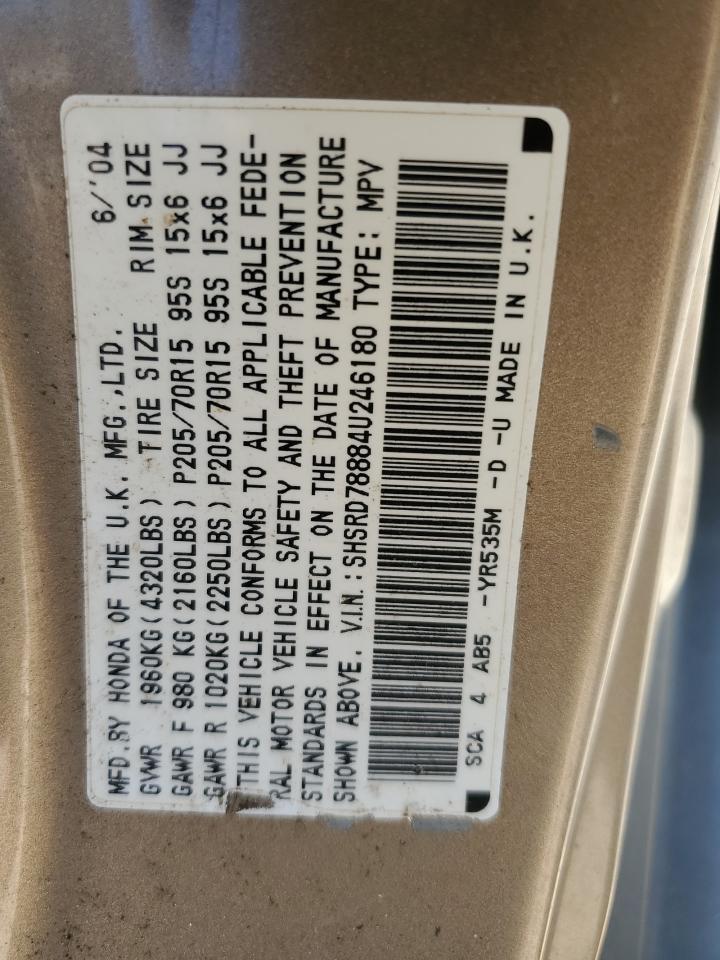 MFD.BY HONDA OF THE U.K. MFG.,LTD. 6/'04
GVWR 1960KG(4320LBS) TIRE SIZE RIM SIZE
GAWR F 980 KG(2160LBS) P205/70R15 95S 15x6 JJ
GAWR R 1020KG(2250LBS) P205/70R15 95S 15x6 JJ
THIS VEHICLE CONFORMS TO ALL APPLICABLE FEDE-
RAL MOTOR VEHICLE SAFETY AND THEFT PREVENTION
STANDARDS IN EFFECT ON THE DATE OF MANUFACTURE
SHOWN ABOVE. V.I.N.:SHSRD78884U246180 TYPE: MPV
SCA 4 AB5 -YR535M -D -U MADE IN U.K.